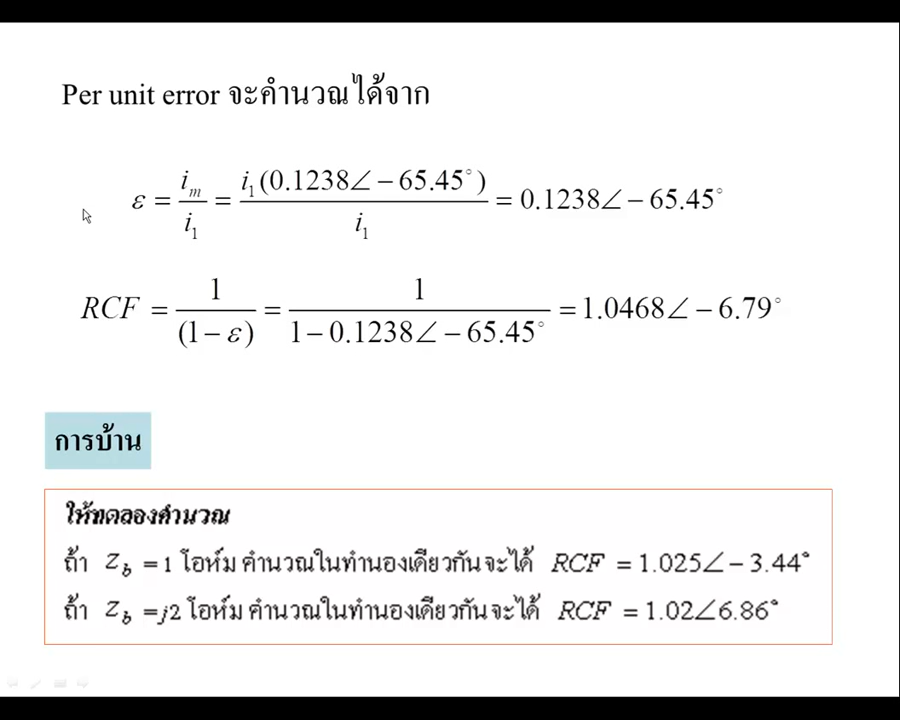 Per unit error จะคำนวณได้จาก
ε = i_m / i_1 = i_1(0.1238∠−65.45°) / i_1 = 0.1238∠−65.45°
RCF = 1 / (1−ε) = 1 / (1−0.1238∠−65.45°) = 1.0468∠−6.79°
การบ้าน
ให้ทดลองคำนวณ
ถ้า Z_b = 1 โอห์ม คำนวณในทำนองเดียวกันจะได้ RCF = 1.025∠−3.44°
ถ้า Z_b = j2 โอห์ม คำนวณในทำนองเดียวกันจะได้ RCF = 1.02∠6.86°